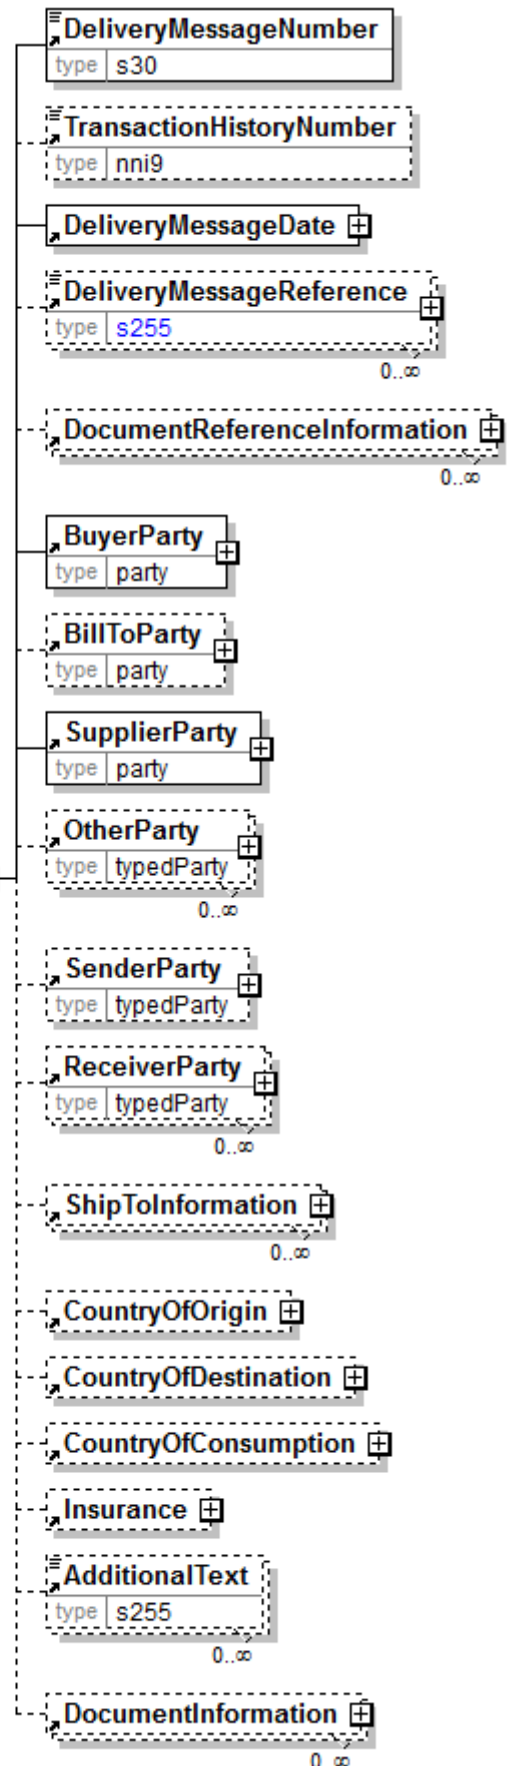 DeliveryMessageNumber
type s30
TransactionHistoryNumber
type nni9
DeliveryMessageDate
DeliveryMessageReference
type s255
0..∞
DocumentReferenceInformation
0..∞
BuyerParty
type party
BillToParty
type party
SupplierParty
type party
OtherParty
type typedParty
0..∞
SenderParty
type typedParty
ReceiverParty
type typedParty
0..∞
ShipToInformation
0..∞
CountryOfOrigin
CountryOfDestination
CountryOfConsumption
Insurance
AdditionalText
type s255
0..∞
DocumentInformation
0..∞